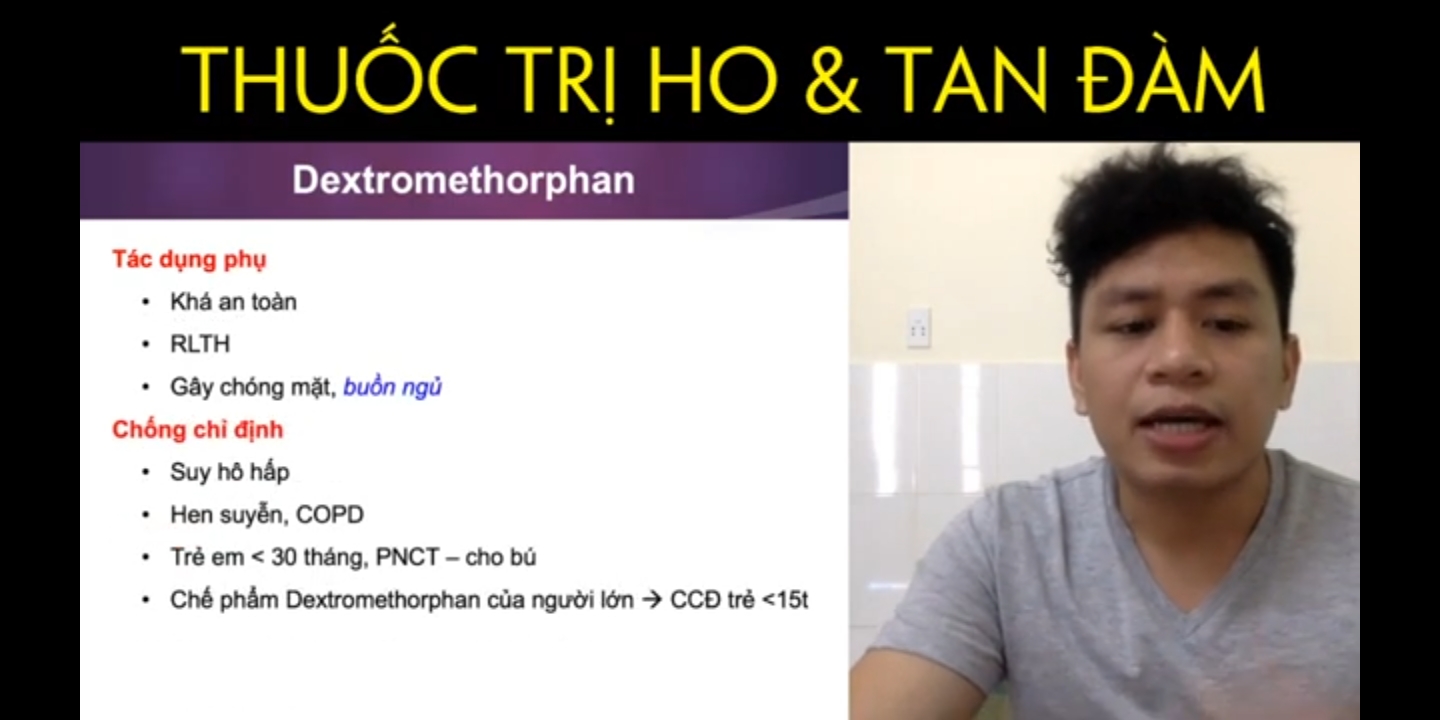 THUỐC TRỊ HO & TAN ĐÀM
Dextromethorphan
Tác dụng phụ
• Khá an toàn
• RLTH
• Gây chóng mặt, buồn ngủ
Chống chỉ định
• Suy hô hấp
• Hen suyễn, COPD
• Trẻ em < 30 tháng, PNCT – cho bú
• Chế phẩm Dextromethorphan của người lớn → CCĐ trẻ <15t